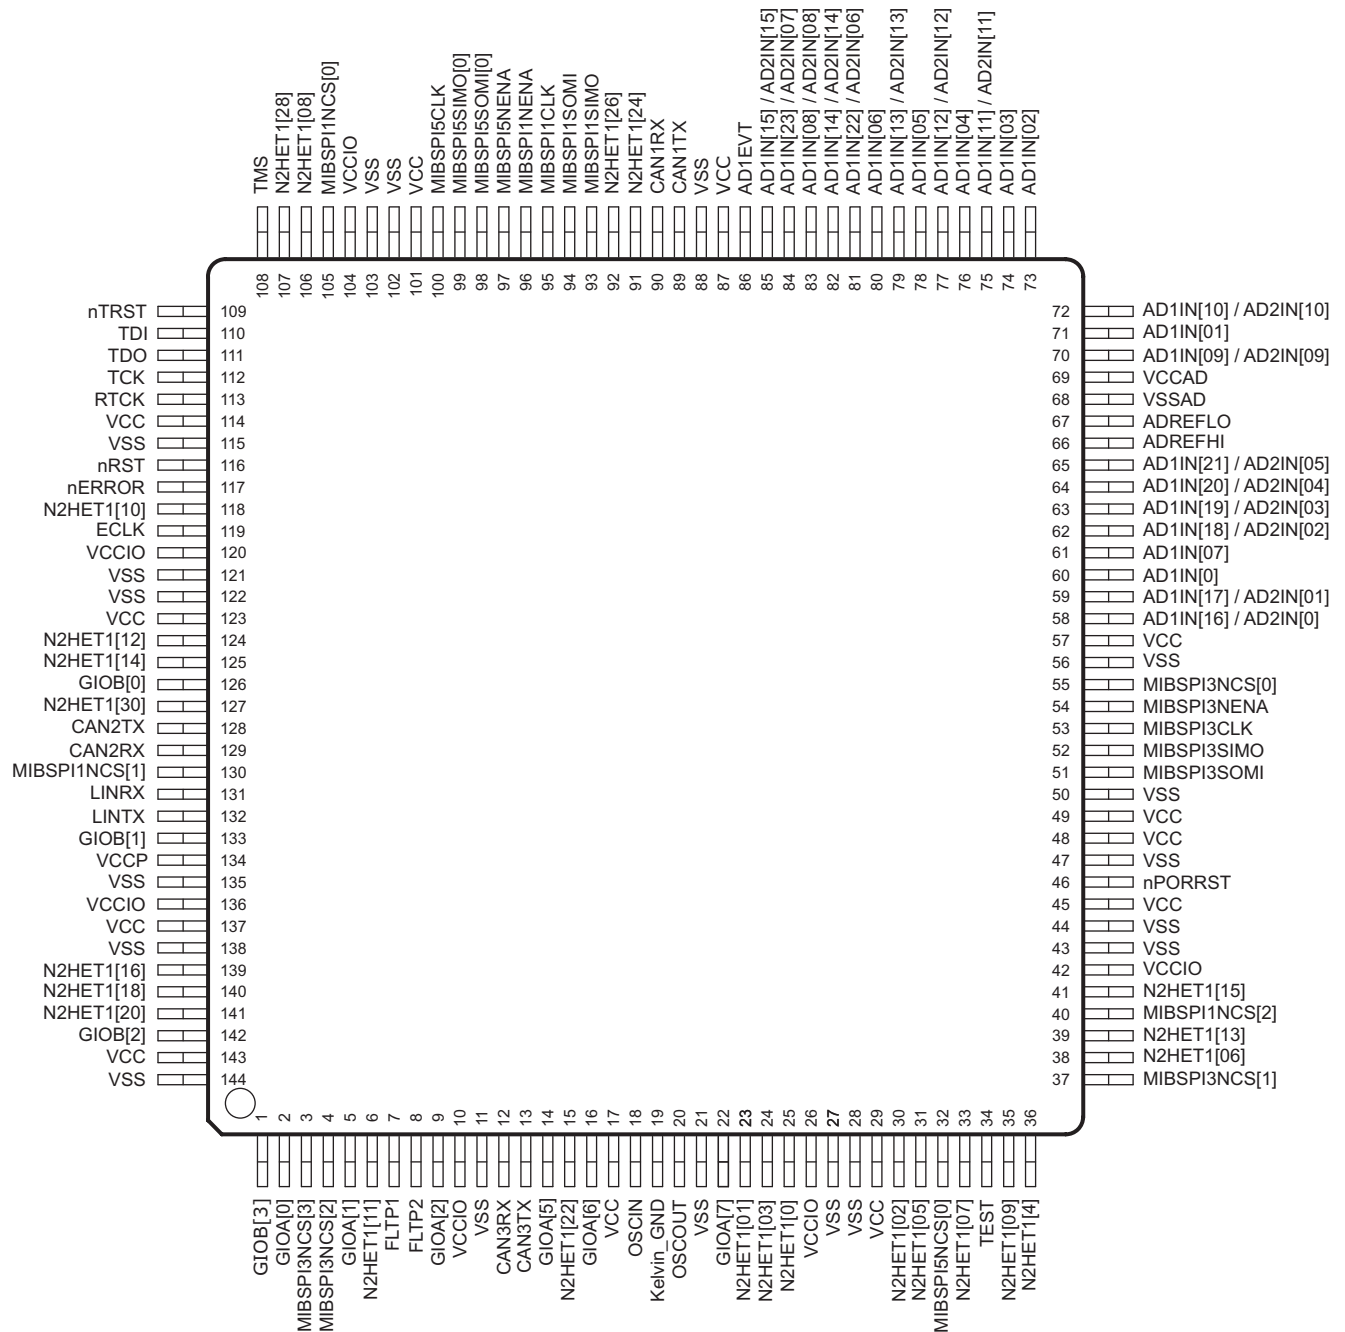 TMS
N2HET1[28]
N2HET1[08]
MIBSPI1NCS[0]
VCCIO
VSS
VSS
VCC
MIBSPI5CLK
MIBSPI5SIMO[0]
MIBSPI5SOMI[0]
MIBSPI5NENA
MIBSPI1NENA
MIBSPI1CLK
MIBSPI1SOMI
MIBSPI1SIMO
N2HET1[26]
N2HET1[24]
CAN1RX
CAN1TX
VSS
VCC
AD1EVT
AD1IN[15] / AD2IN[15]
AD1IN[23] / AD2IN[07]
AD1IN[08] / AD2IN[08]
AD1IN[14] / AD2IN[14]
AD1IN[22] / AD2IN[06]
AD1IN[06]
AD1IN[13] / AD2IN[13]
AD1IN[05]
AD1IN[12] / AD2IN[12]
AD1IN[04]
AD1IN[11] / AD2IN[11]
AD1IN[03]
AD1IN[02]
108 107 106 105 104 103 102 101 100 99 98 97 96 95 94 93 92 91 90 89 88 87 86 85 84 83 82 81 80 79 78 77 76 75 74 73
nTRST 109 72 AD1IN[10] / AD2IN[10]
TDI 110 71 AD1IN[01]
TDO 111 70 AD1IN[09] / AD2IN[09]
TCK 112 69 VCCAD
RTCK 113 68 VSSAD
VCC 114 67 ADREFLO
VSS 115 66 ADREFHI
nRST 116 65 AD1IN[21] / AD2IN[05]
nERROR 117 64 AD1IN[20] / AD2IN[04]
N2HET1[10] 118 63 AD1IN[19] / AD2IN[03]
ECLK 119 62 AD1IN[18] / AD2IN[02]
VCCIO 120 61 AD1IN[07]
VSS 121 60 AD1IN[0]
VSS 122 59 AD1IN[17] / AD2IN[01]
VCC 123 58 AD1IN[16] / AD2IN[0]
N2HET1[12] 124 57 VCC
N2HET1[14] 125 56 VSS
GIOB[0] 126 55 MIBSPI3NCS[0]
N2HET1[30] 127 54 MIBSPI3NENA
CAN2TX 128 53 MIBSPI3CLK
CAN2RX 129 52 MIBSPI3SIMO
MIBSPI1NCS[1] 130 51 MIBSPI3SOMI
LINRX 131 50 VSS
LINTX 132 49 VCC
GIOB[1] 133 48 VCC
VCCP 134 47 VSS
VSS 135 46 nPORRST
VCCIO 136 45 VCC
VCC 137 44 VSS
VSS 138 43 VSS
N2HET1[16] 139 42 VCCIO
N2HET1[18] 140 41 N2HET1[15]
N2HET1[20] 141 40 MIBSPI1NCS[2]
GIOB[2] 142 39 N2HET1[13]
VCC 143 38 N2HET1[06]
VSS 144 37 MIBSPI3NCS[1]
1 2 3 4 5 6 7 8 9 10 11 12 13 14 15 16 17 18 19 20 21 22 23 24 25 26 27 28 29 30 31 32 33 34 35 36
GIOB[3]
GIOA[0]
MIBSPI3NCS[3]
MIBSPI3NCS[2]
GIOA[1]
N2HET1[11]
FLTP1
FLTP2
GIOA[2]
VCCIO
VSS
CAN3RX
CAN3TX
GIOA[5]
N2HET1[22]
GIOA[6]
VCC
OSCIN
Kelvin_GND
OSCOUT
VSS
GIOA[7]
N2HET1[01]
N2HET1[03]
N2HET1[0]
VCCIO
VSS
VSS
VCC
N2HET1[02]
N2HET1[05]
MIBSPI5NCS[0]
N2HET1[07]
TEST
N2HET1[09]
N2HET1[4]